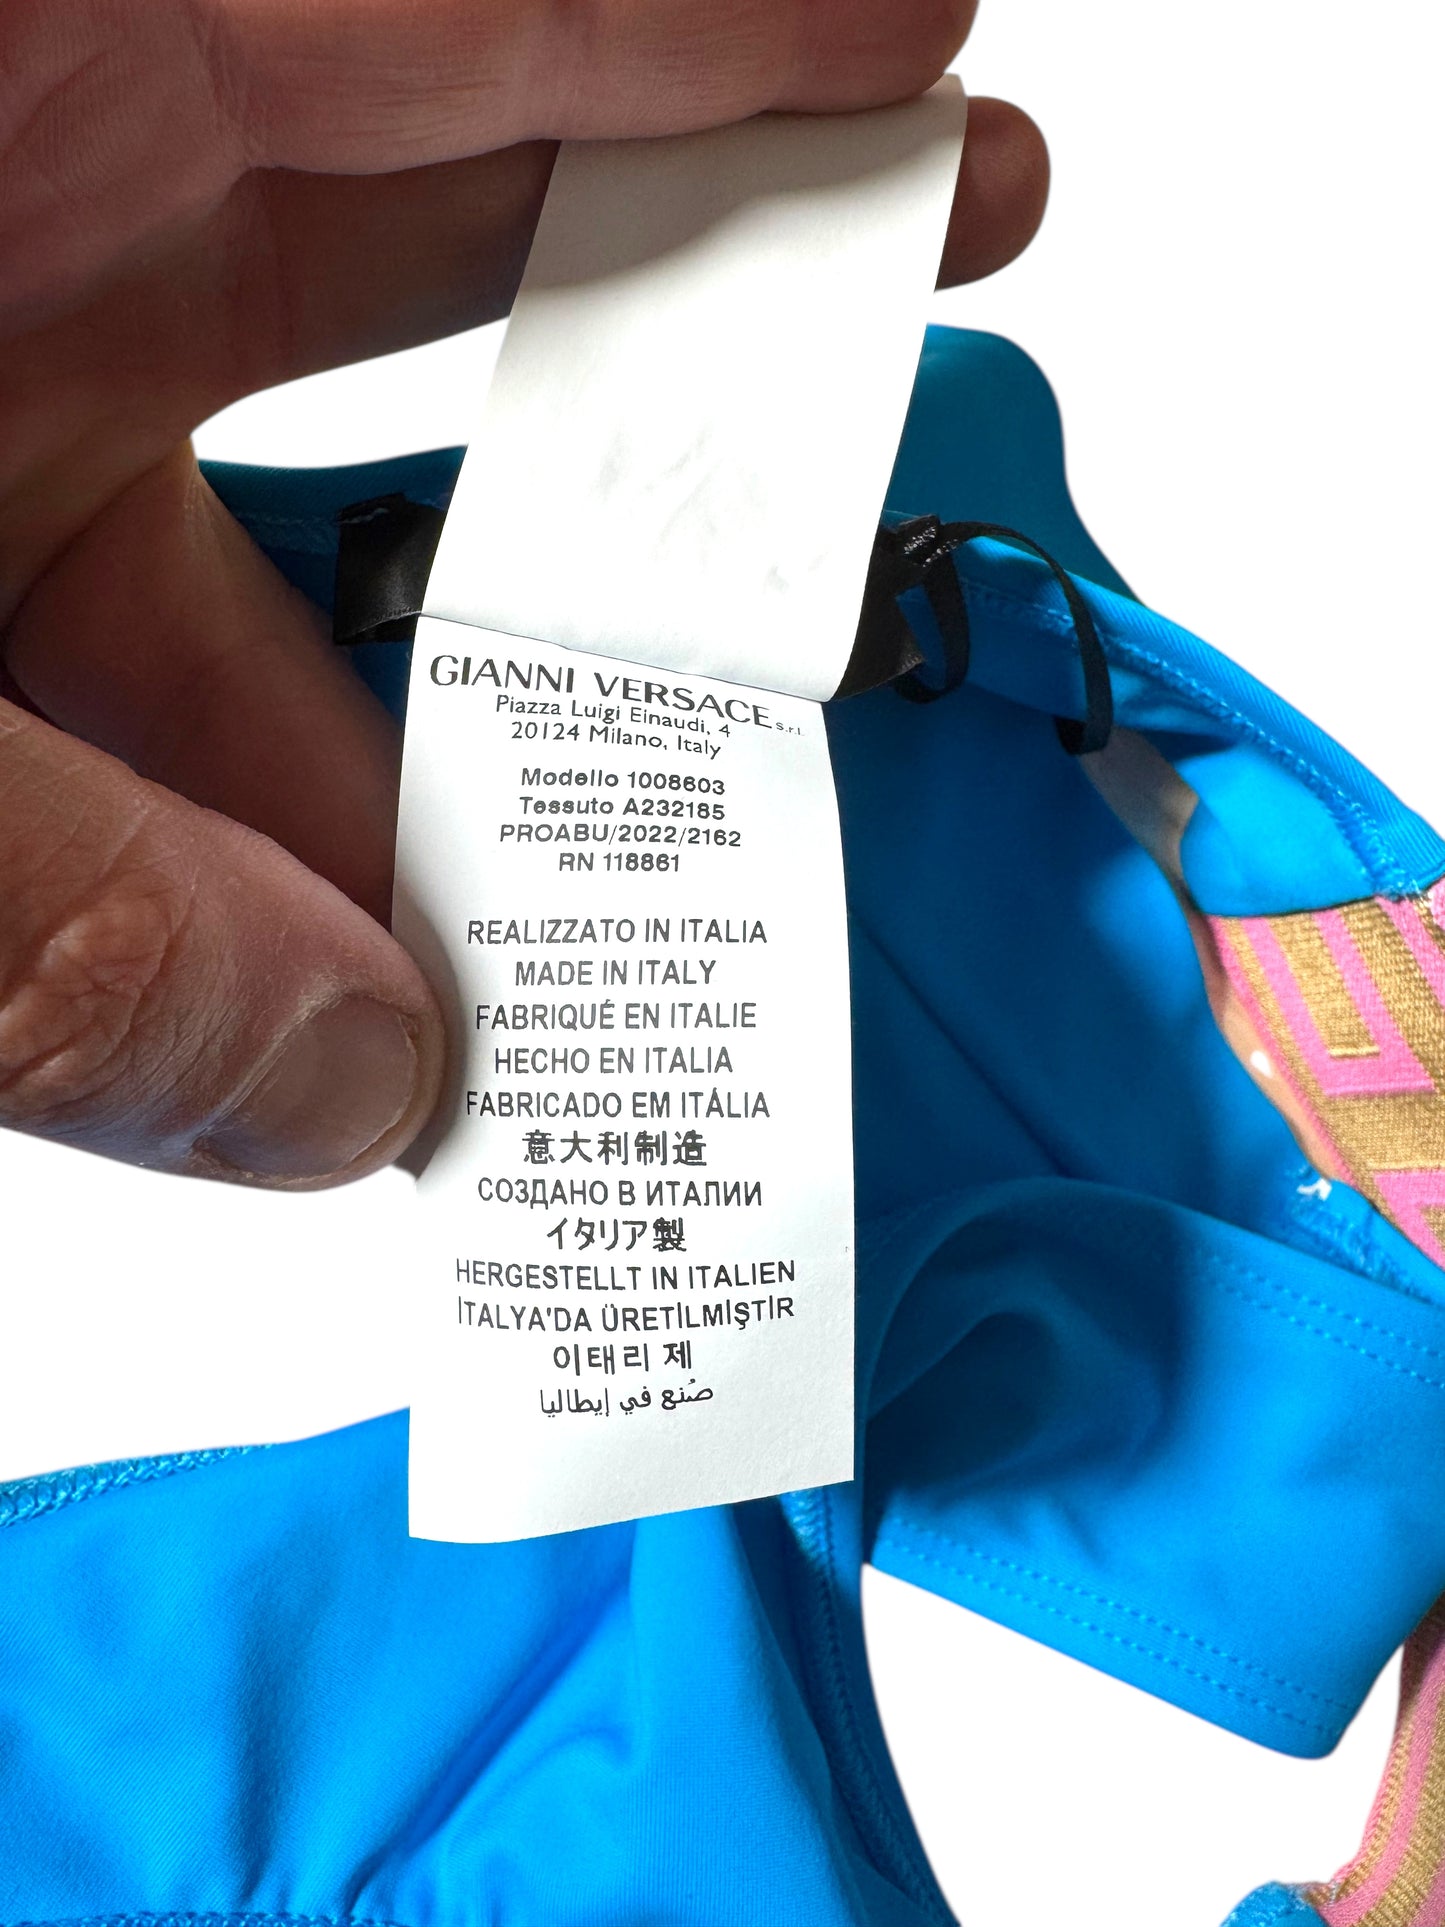 GIANNI VERSACE s.r.l.
Piazza Luigi Einaudi, 4
20124 Milano, Italy
Modello 1008603
Tessuto A232185
PROABU/2022/2162
RN 118861
REALIZZATO IN ITALIA
MADE IN ITALY
FABRIQUÉ EN ITALIE
HECHO EN ITALIA
FABRICADO EM ITÁLIA
意大利制造
СОЗДАНО В ИТАЛИИ
イタリア製
HERGESTELLT IN ITALIEN
İTALYA'DA ÜRETİLMİŞTİR
이태리 제
صُنع في إيطاليا